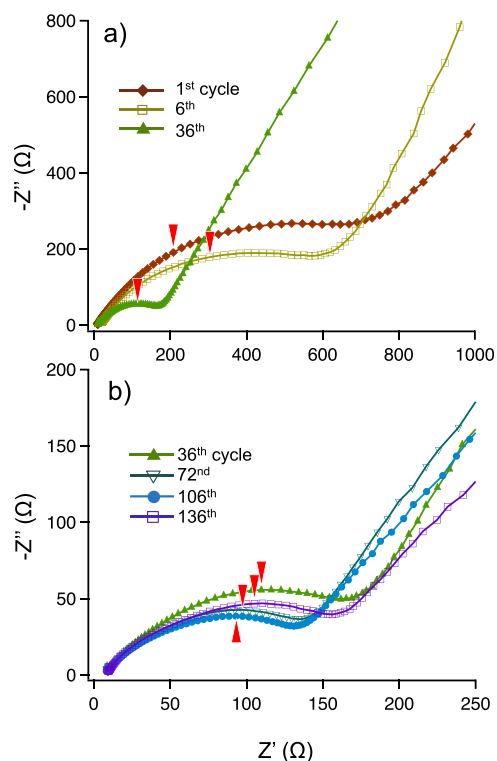 a)
1st cycle
6th
36th
-Z'' (Ω)
800
600
400
200
0
0 200 400 600 800 1000
b)
36th cycle
72nd
106th
136th
-Z'' (Ω)
200
150
100
50
0
0 50 100 150 200 250
Z' (Ω)